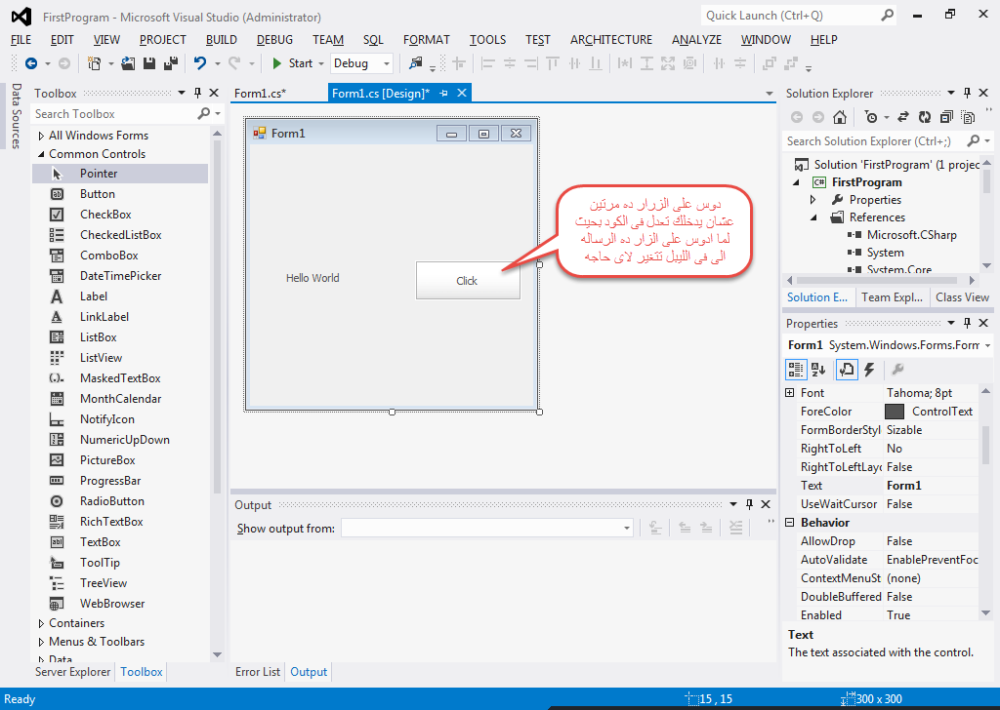 FirstProgram - Microsoft Visual Studio (Administrator)
Quick Launch (Ctrl+Q)
FILE EDIT VIEW PROJECT BUILD DEBUG TEAM SQL FORMAT TOOLS TEST ARCHITECTURE ANALYZE WINDOW HELP
Start Debug
Data Sources
Toolbox
Search Toolbox
All Windows Forms
Common Controls
Pointer
Button
CheckBox
CheckedListBox
ComboBox
DateTimePicker
Label
LinkLabel
ListBox
ListView
MaskedTextBox
MonthCalendar
NotifyIcon
NumericUpDown
PictureBox
ProgressBar
RadioButton
RichTextBox
TextBox
ToolTip
TreeView
WebBrowser
Containers
Menus & Toolbars
Data
Server Explorer Toolbox
Form1.cs* Form1.cs [Design]*
Form1
Hello World
Click
دوس على الزرار ده مرتين
عشان يدخلك تعدل فى الكود بحيث
لما ادوس على الزار ده الرساله
الى فى الليبل تتغير لاى حاجه
Output
Show output from:
Error List Output
Solution Explorer
Search Solution Explorer (Ctrl+;)
Solution 'FirstProgram' (1 projec
C# FirstProgram
Properties
References
Microsoft.CSharp
System
System.Core
Solution E... Team Expl... Class View
Properties
Form1 System.Windows.Forms.Form
Font Tahoma; 8pt
ForeColor ControlText
FormBorderStyl Sizable
RightToLeft No
RightToLeftLayo False
Text Form1
UseWaitCursor False
Behavior
AllowDrop False
AutoValidate EnablePreventFoc
ContextMenuSt (none)
DoubleBuffered False
Enabled True
Text
The text associated with the control.
Ready
15 , 15
300 x 300